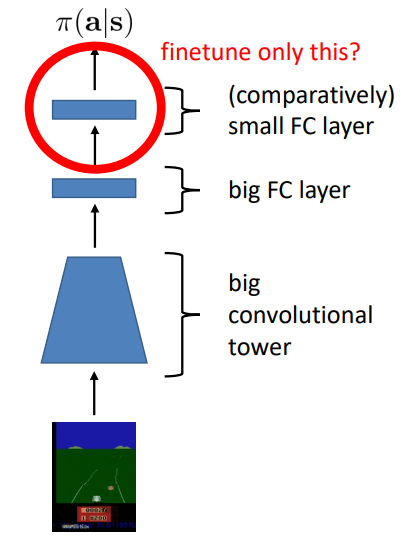 π(a|s)
finetune only this?
(comparatively)
small FC layer
big FC layer
big
convolutional
tower